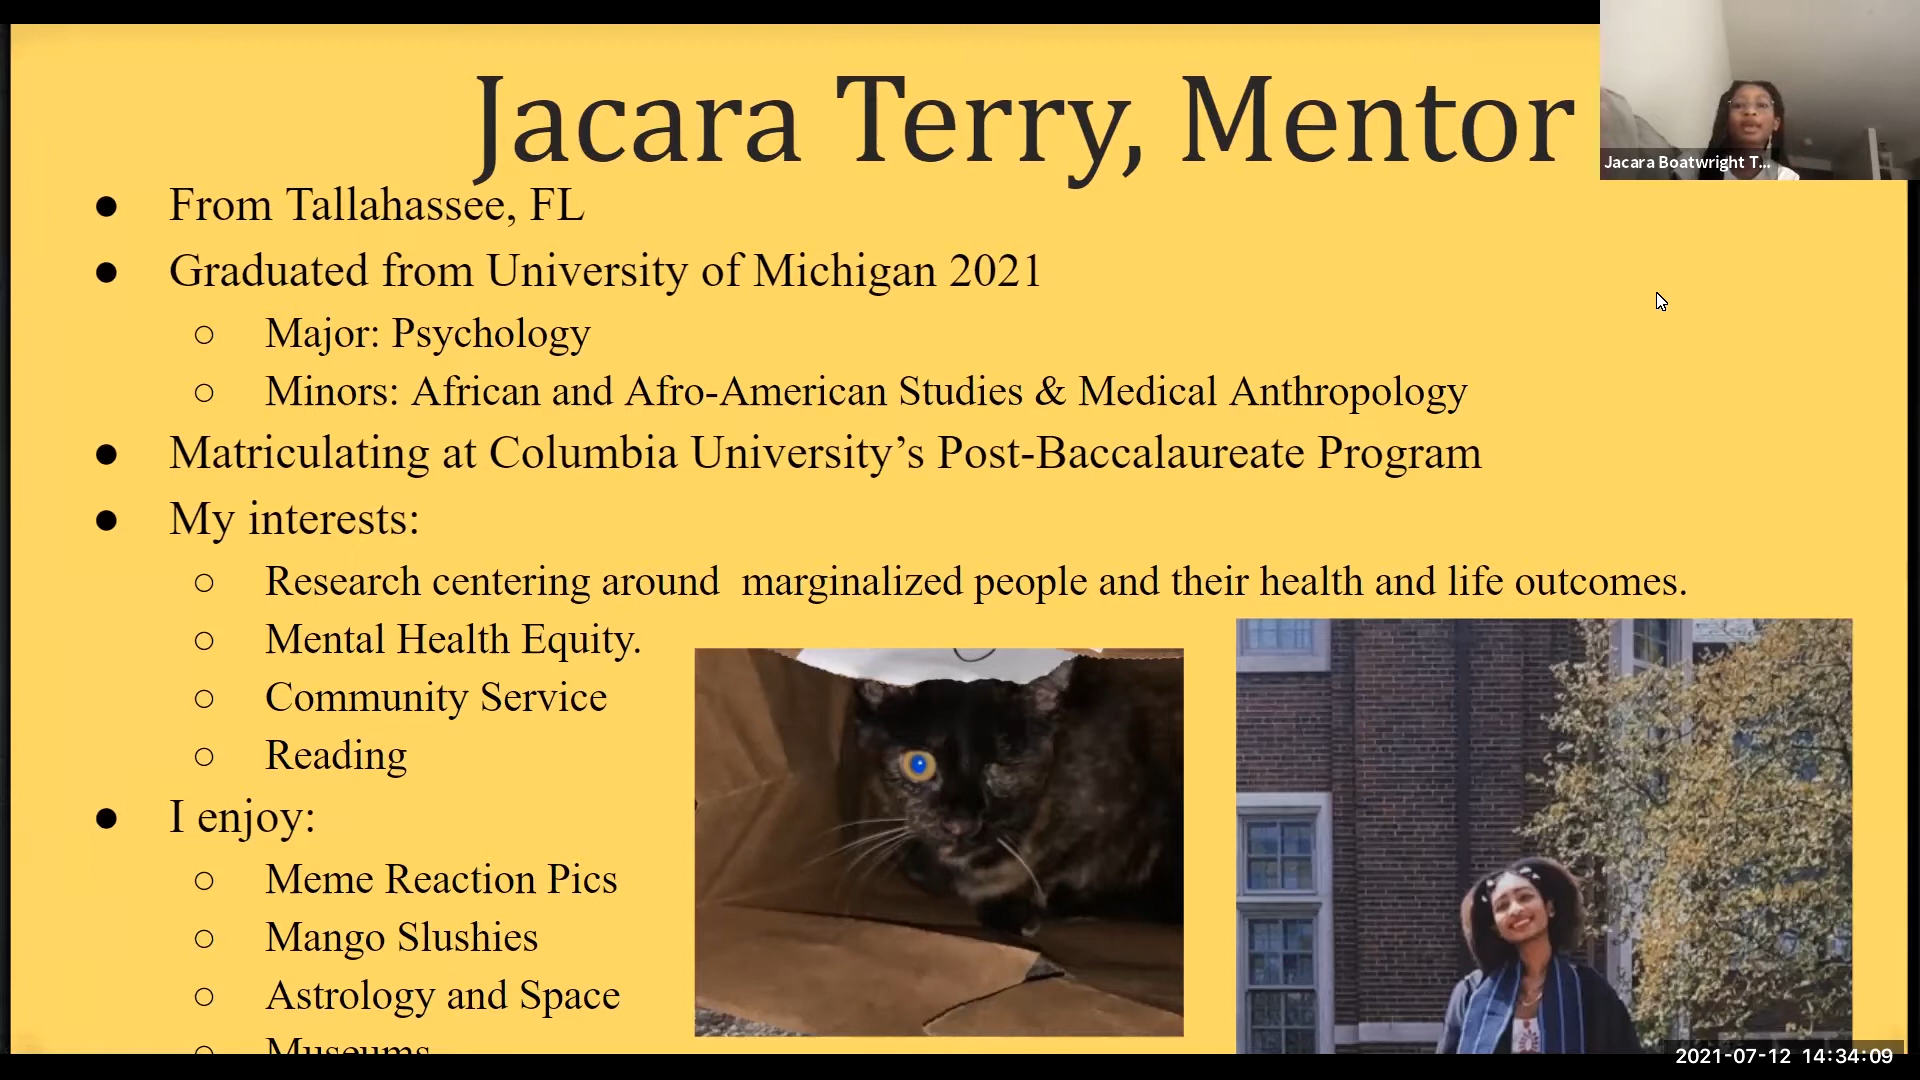 Jacara Terry, Mentor
Jacara Boatwright T...
● From Tallahassee, FL
● Graduated from University of Michigan 2021
○ Major: Psychology
○ Minors: African and Afro-American Studies & Medical Anthropology
● Matriculating at Columbia University’s Post-Baccalaureate Program
● My interests:
○ Research centering around  marginalized people and their health and life outcomes.
○ Mental Health Equity.
○ Community Service
○ Reading
● I enjoy:
○ Meme Reaction Pics
○ Mango Slushies
○ Astrology and Space
○ Museums
2021-07-12 14:34:09